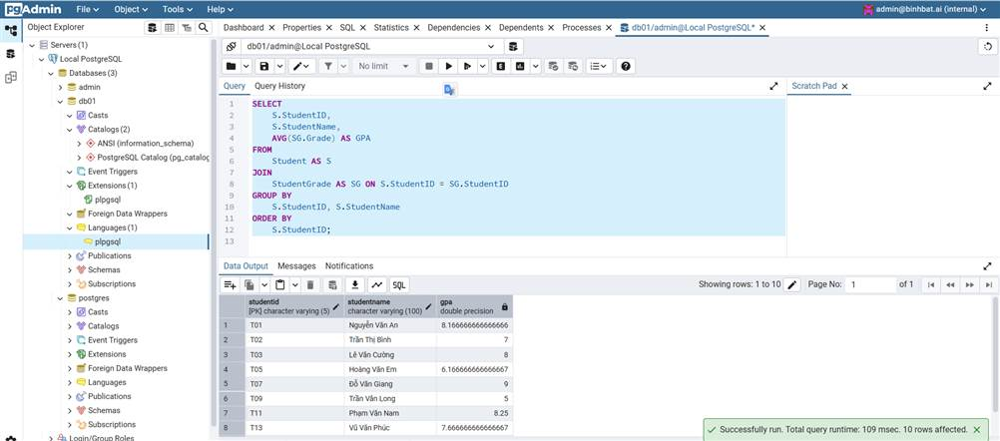 pgAdmin File Object Tools Help admin@binhbat.ai (internal)
Object Explorer
Dashboard Properties SQL Statistics Dependencies Dependents Processes db01/admin@Local PostgreSQL*
Servers (1)
Local PostgreSQL
Databases (3)
admin
db01
Casts
Catalogs (2)
ANSI (information_schema)
PostgreSQL Catalog (pg_catalog
Event Triggers
Extensions (1)
plpgsql
Foreign Data Wrappers
Languages (1)
plpgsql
Publications
Schemas
Subscriptions
postgres
Casts
Catalogs
Event Triggers
Extensions
Foreign Data Wrappers
Languages
Publications
Schemas
Subscriptions
Login/Group Roles
db01/admin@Local PostgreSQL
No limit
Query Query History
Scratch Pad
1 SELECT
2 S.StudentID,
3 S.StudentName,
4 AVG(SG.Grade) AS GPA
5 FROM
6 Student AS S
7 JOIN
8 StudentGrade AS SG ON S.StudentID = SG.StudentID
9 GROUP BY
10 S.StudentID, S.StudentName
11 ORDER BY
12 S.StudentID;
13
Data Output Messages Notifications
SQL Showing rows: 1 to 10 Page No: 1 of 1
studentid studentname gpa
[PK] character varying (5) character varying (100) double precision
1 T01 Nguyễn Văn An 8.166666666666666
2 T02 Trần Thị Bình 7
3 T03 Lê Văn Cường 8
4 T05 Hoàng Văn Em 6.166666666666667
5 T07 Đỗ Văn Giang 9
6 T09 Trần Văn Long 5
7 T11 Phạm Văn Nam 8.25
8 T13 Vũ Văn Phúc 7.666666666666667
Successfully run. Total query runtime: 109 msec. 10 rows affected.